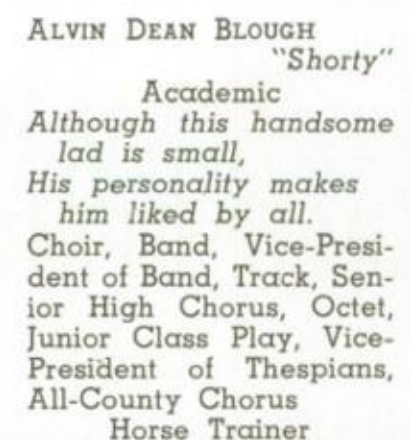 ALVIN DEAN BLOUGH
"Shorty"
Academic
Although this handsome
lad is small,
His personality makes
him liked by all.
Choir, Band, Vice-Presi-
dent of Band, Track, Sen-
ior High Chorus, Octet,
Junior Class Play, Vice-
President of Thespians,
All-County Chorus
Horse Trainer